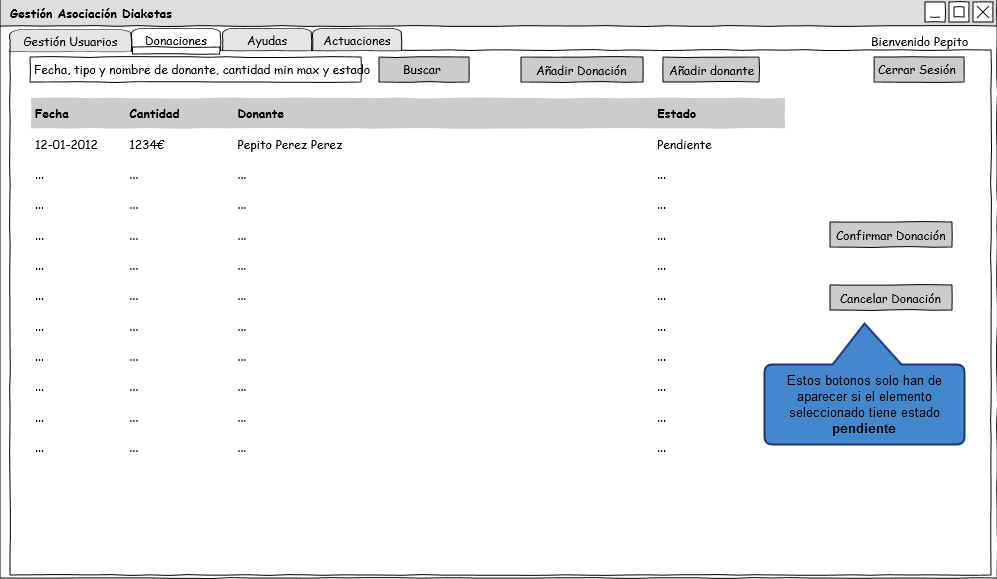 Gestión Asociación Diaketas
Gestión Usuarios Donaciones Ayudas Actuaciones Bienvenido Pepito
Fecha, tipo y nombre de donante, cantidad min max y estado Buscar Añadir Donación Añadir donante Cerrar Sesión
Fecha Cantidad Donante Estado
12-01-2012 1234€ Pepito Perez Perez Pendiente
... ... ... ...
... ... ... ...
... ... ... ...
Confirmar Donación
... ... ... ...
... ... ... ...
Cancelar Donación
... ... ... ...
... ... ... ...
... ... ... ...
... ... ... ...
... ... ... ...
Estos botonos solo han de
aparecer si el elemento
seleccionado tiene estado
pendiente